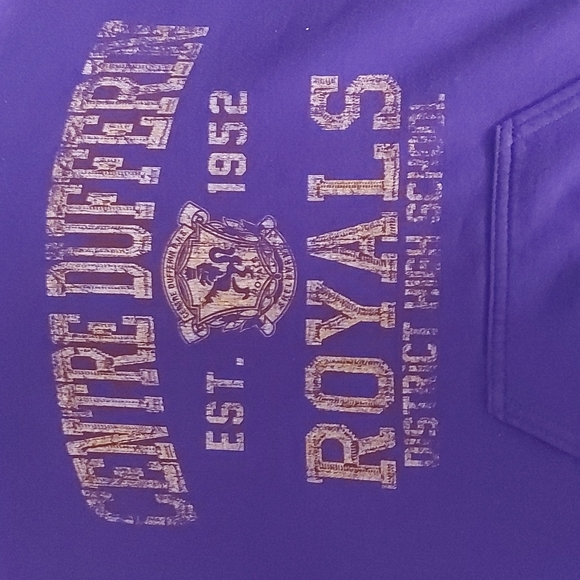 CENTRE DUFFERIN
EST. 1952
ROYALS
DISTRICT HIGH SCHOOL